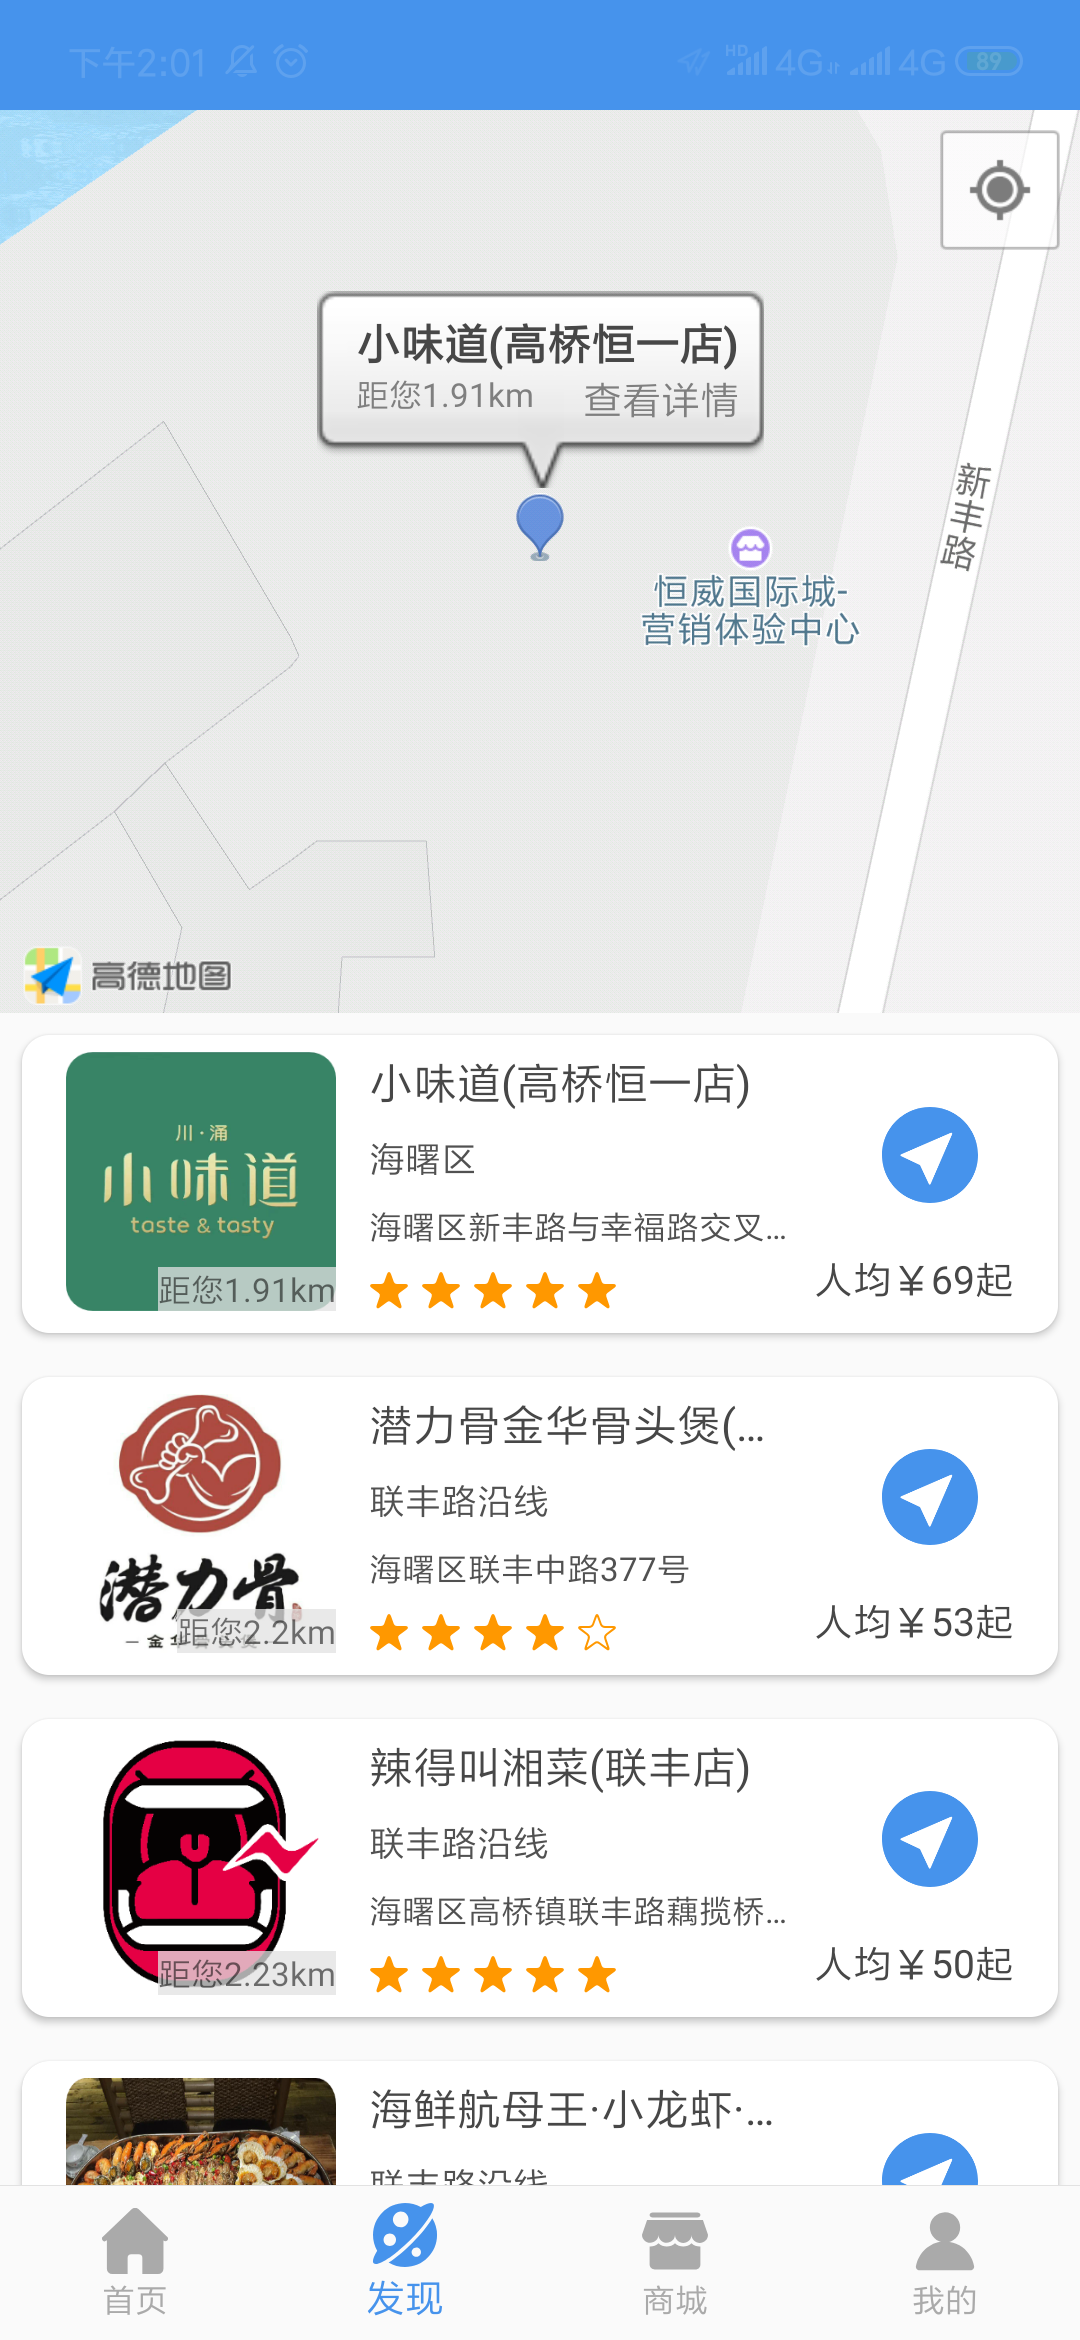 下午2:01
HD 4G 4G 89
小味道(高桥恒一店)
距您1.91km 查看详情
新丰路
恒威国际城-
营销体验中心
高德地图
小味道(高桥恒一店)
川·涌
小味道
taste & tasty
海曙区
海曙区新丰路与幸福路交叉...
距您1.91km
人均￥69起
潜力骨金华骨头煲(...
联丰路沿线
海曙区联丰中路377号
潜力骨
距您2.2km
人均￥53起
辣得叫湘菜(联丰店)
联丰路沿线
海曙区高桥镇联丰路藕揽桥...
距您2.23km
人均￥50起
海鲜航母王·小龙虾·...
联丰路沿线
首页 发现 商城 我的